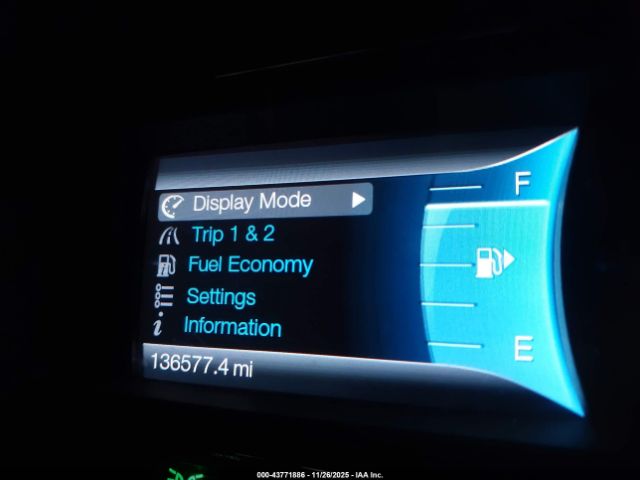 Display Mode
Trip 1 & 2
Fuel Economy
Settings
Information
136577.4 mi
F
E
000-43771886 - 11/26/2025 - IAA Inc.